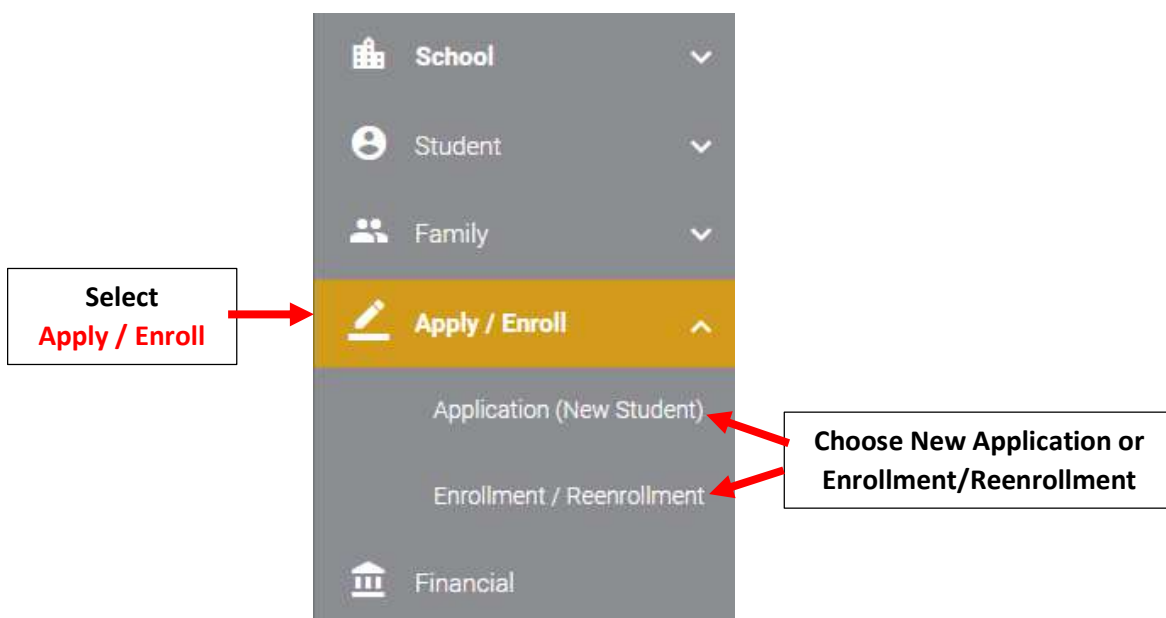 School
Student
Family
Select
Apply / Enroll
Apply / Enroll
Application (New Student)
Choose New Application or
Enrollment/Reenrollment
Enrollment / Reenrollment
Financial